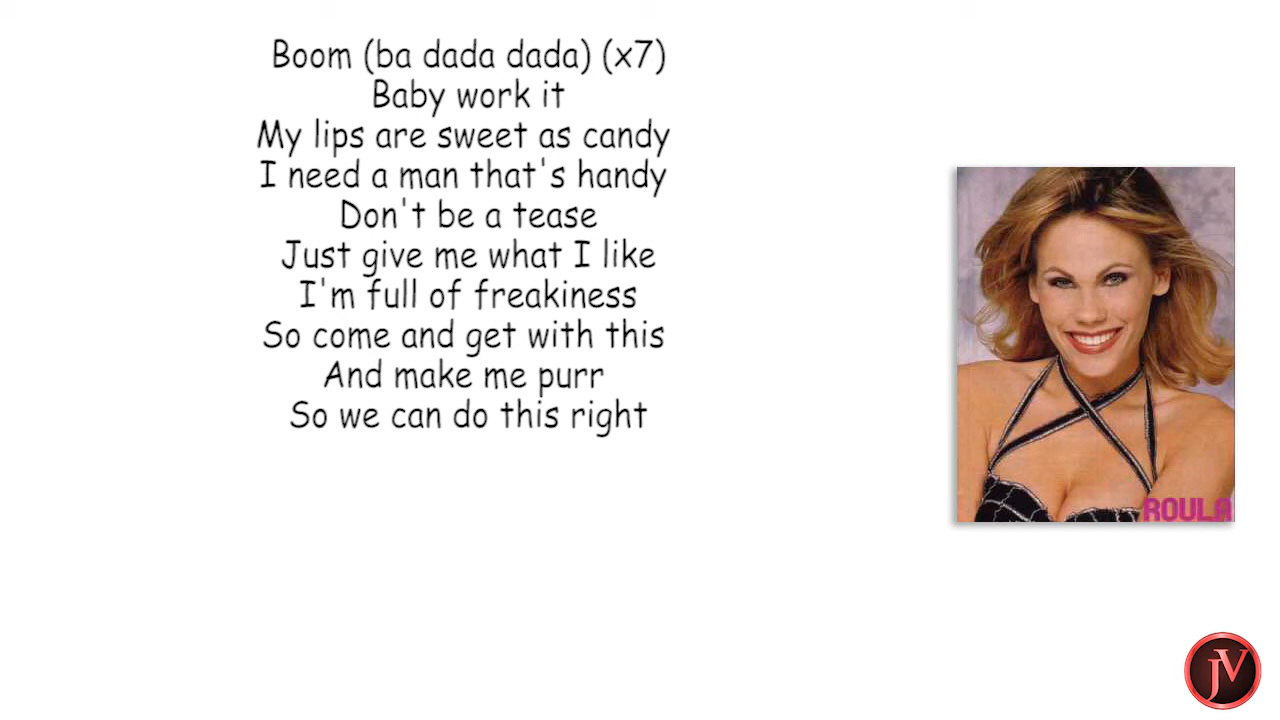 Boom (ba dada dada) (x7)
Baby work it
My lips are sweet as candy
I need a man that's handy
Don't be a tease
Just give me what I like
I'm full of freakiness
So come and get with this
And make me purr
So we can do this right
ROULA
JV